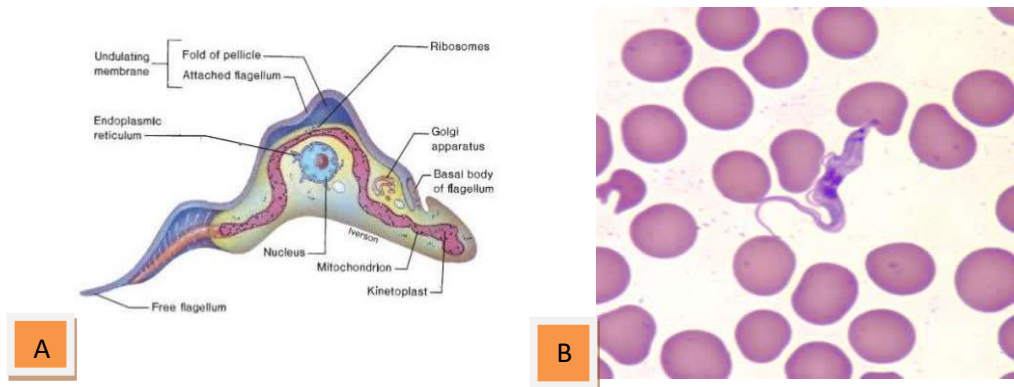 Undulating
membrane
Fold of pellicle
Attached flagellum
Ribosomes
Endoplasmic
reticulum
Golgi
apparatus
Basal body
of flagellum
Iverson
Nucleus
Mitochondrion
Kinetoplast
Free flagellum
A
B